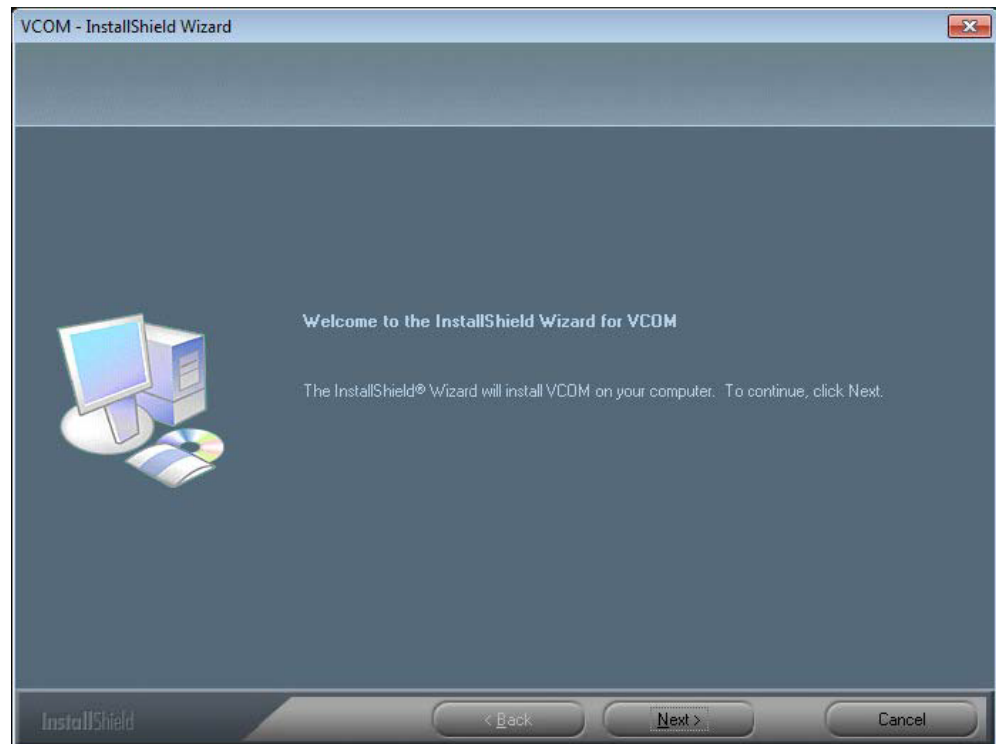 VCOM - InstallShield Wizard
Welcome to the InstallShield Wizard for VCOM
The InstallShield® Wizard will install VCOM on your computer. To continue, click Next.
InstallShield
< Back
Next >
Cancel